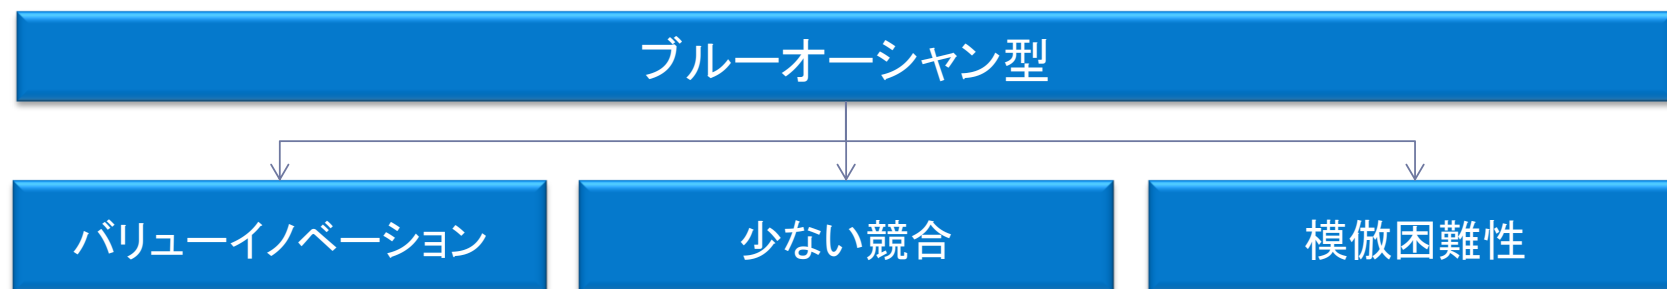 ブルーオーシャン型
バリューイノベーション
少ない競合
模倣困難性